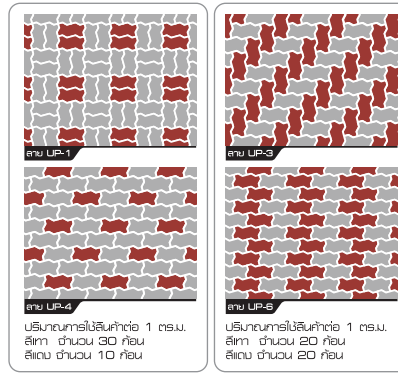 ลาย UP-1
ลาย UP-4
ปริมาณการใช้สินค้าต่อ 1 ตร.ม.
สีเทา จำนวน 30 ก้อน
สีแดง จำนวน 10 ก้อน
ลาย UP-3
ลาย UP-6
ปริมาณการใช้สินค้าต่อ 1 ตร.ม.
สีเทา จำนวน 20 ก้อน
สีแดง จำนวน 20 ก้อน